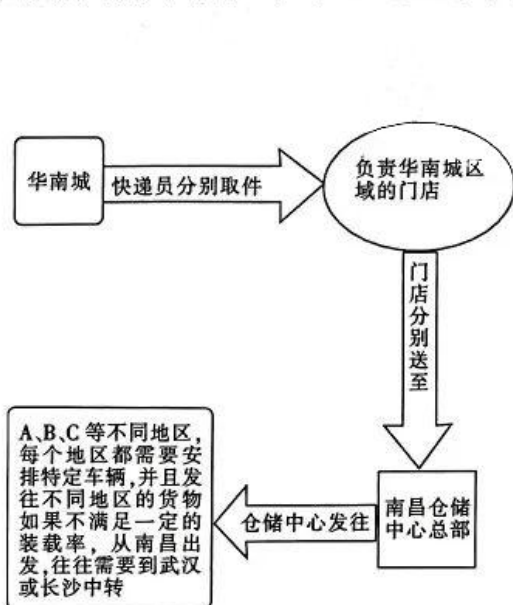 华南城
快递员分别取件
负责华南城区
域的门店
门店分别送至
南昌仓储
中心总部
仓储中心发往
A、B、C等不同地区，
每个地区都需要安
排特定车辆，并且发
往不同地区的货物
如果不满足一定的
装载率，从南昌出
发，往往需要到武汉
或长沙中转